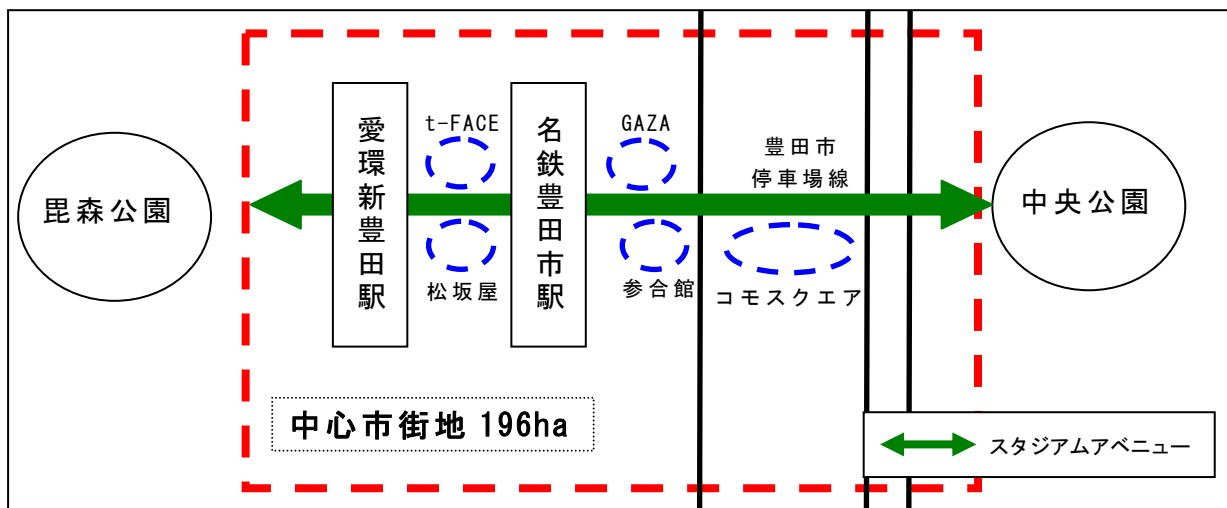 毘森公園
愛環新豊田駅
t-FACE
松坂屋
名鉄豊田市駅
GAZA
参合館
豊田市
停車場線
コモスクエア
中央公園
中心市街地 196ha
スタジアムアベニュー